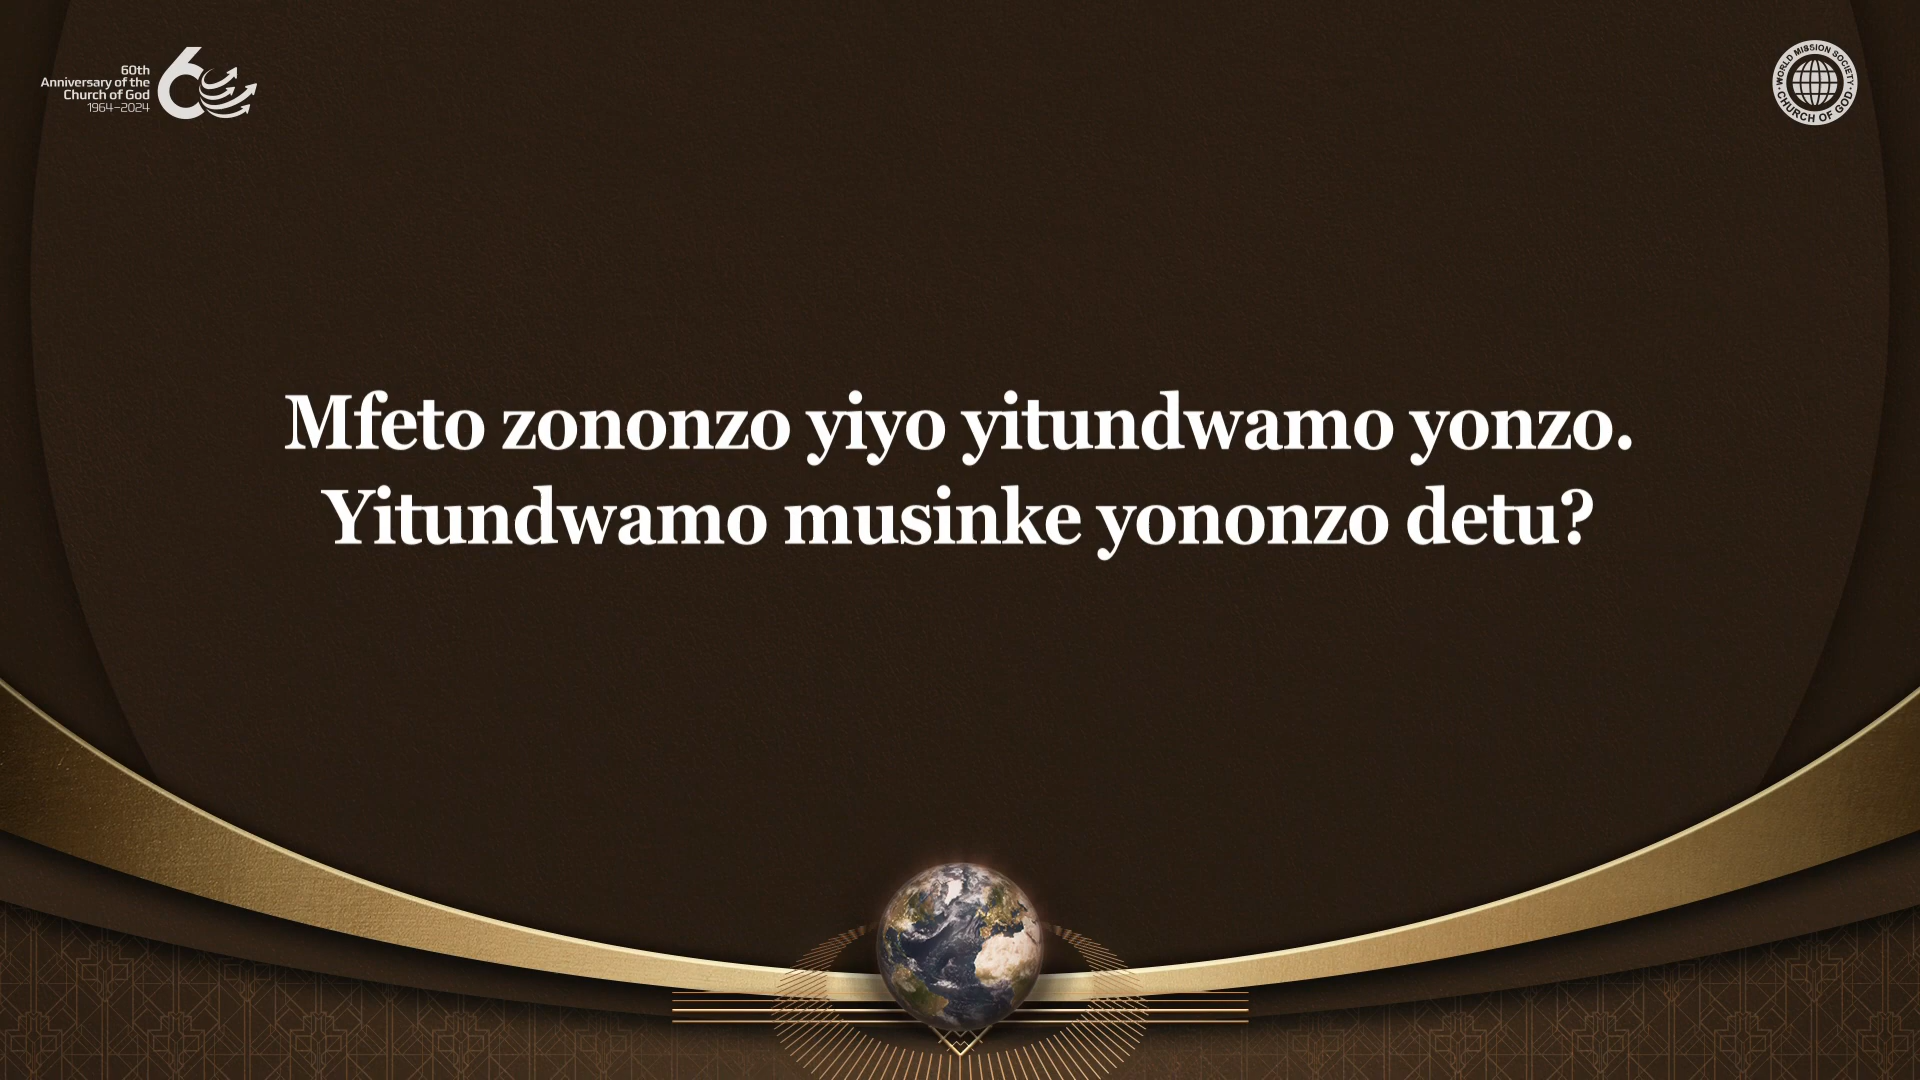 60th
Anniversary of the
Church of God
1964–2024
WORLD MISSION SOCIETY
CHURCH OF GOD
Mfeto zononzo yiyo yitundwamo yonzo.
Yitundwamo musinke yononzo detu?